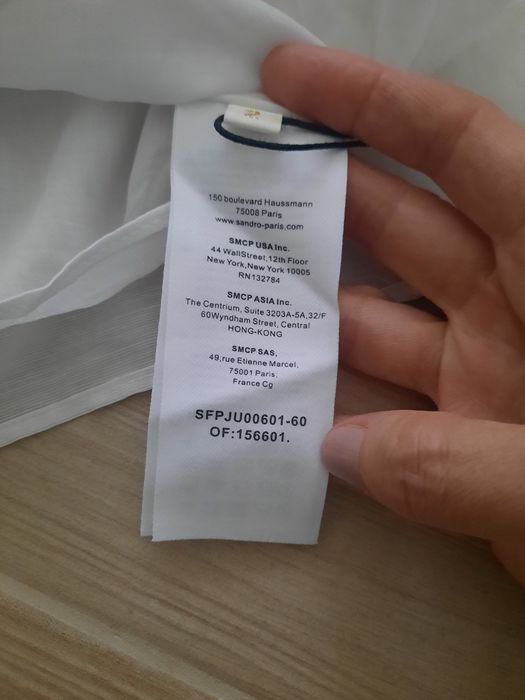 150 boulevard Haussmann
75008 Paris
www.sandro-paris.com
SMCP USA Inc.
44 WallStreet,12th Floor
New York,New York 10005
RN132784
SMCP ASIA Inc.
The Centrium, Suite 3203A-5A,32/F
60Wyndham Street, Central
HONG-KONG
SMCP SAS,
49,rue Etienne Marcel,
75001 Paris.
France Cg
SFPJU00601-60
OF:156601.